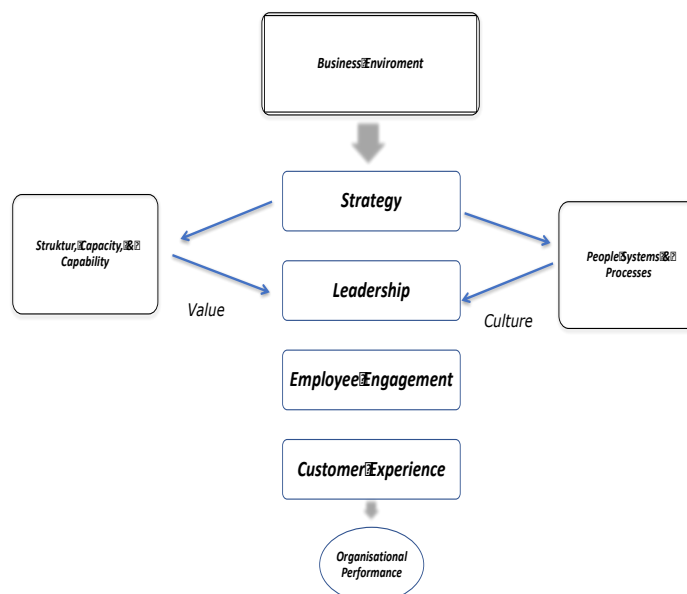 Business Enviroment
Strategy
Struktur, Capacity, &
Capability
People Systems &
Processes
Leadership
Value
Culture
Employee Engagement
Customer Experience
Organisational
Performance